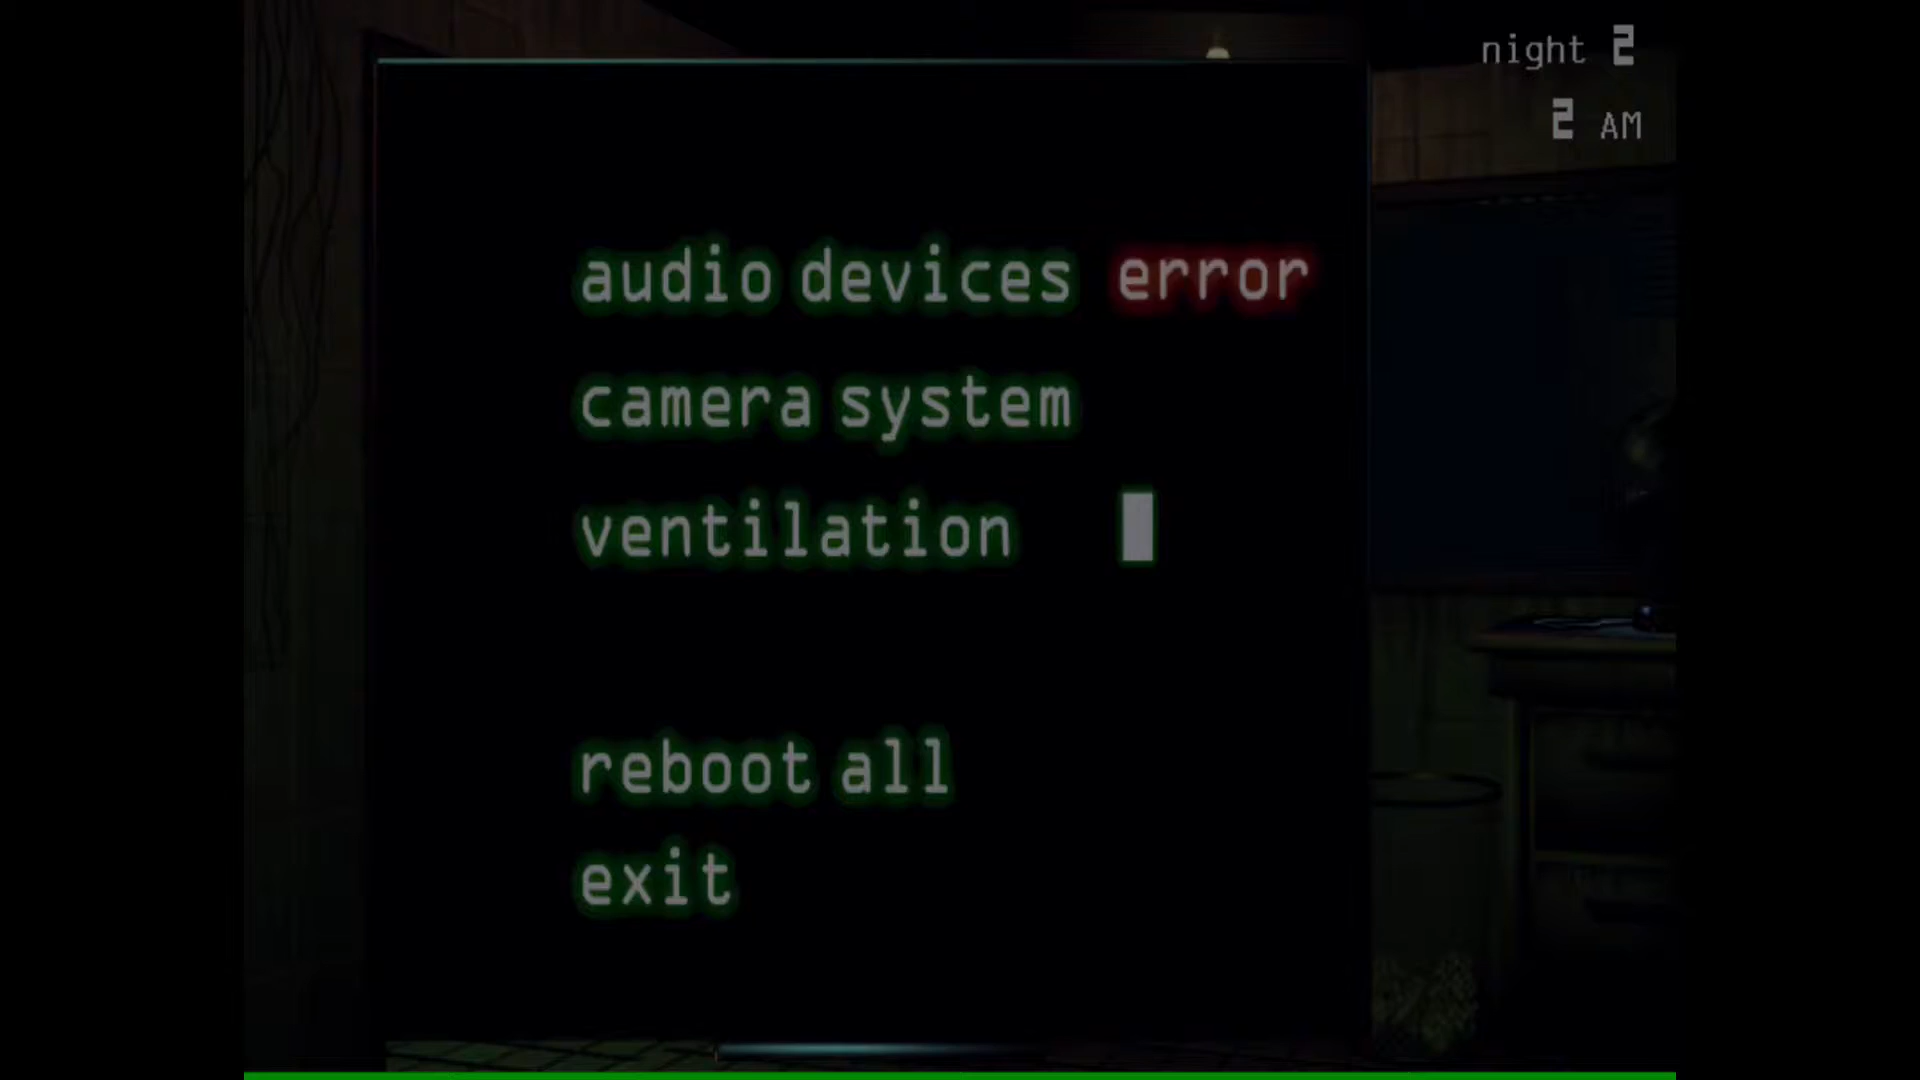 night 2
2 AM
audio devices error
camera system
ventilation
reboot all
exit